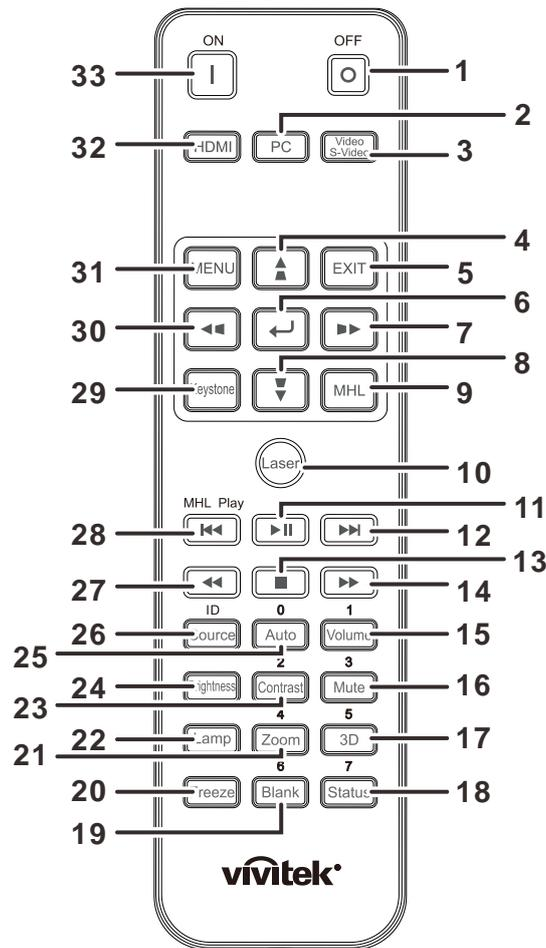 ON OFF
33 1
2
32 HDMI PC Video S-Video 3
4
31 MENU EXIT 5
6
30 7
8
29 Keystone MHL 9
Laser 10
MHL Play 11
28 12
13
27 14
ID 0 1
26 Source Auto Volume 15
25
2 3
24 Brightness Contrast Mute 16
23
4 5
22 Lamp Zoom 3D 17
21
6 7
20 Freeze Blank Status 18
19
vivitek